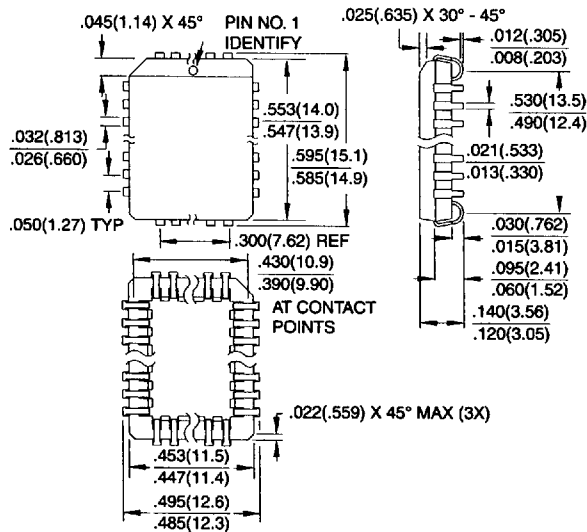 .045(1.14) X 45°
PIN NO. 1
IDENTIFY
.025(.635) X 30° - 45°
.012(.305)
.008(.203)
.553(14.0)
.547(13.9)
.530(13.5)
.490(12.4)
.032(.813)
.026(.660)
.595(15.1)
.585(14.9)
.021(.533)
.013(.330)
.050(1.27) TYP
.300(7.62) REF
.030(.762)
.015(3.81)
.430(10.9)
.390(9.90)
AT CONTACT
POINTS
.095(2.41)
.060(1.52)
.140(3.56)
.120(3.05)
.022(.559) X 45° MAX (3X)
.453(11.5)
.447(11.4)
.495(12.6)
.485(12.3)